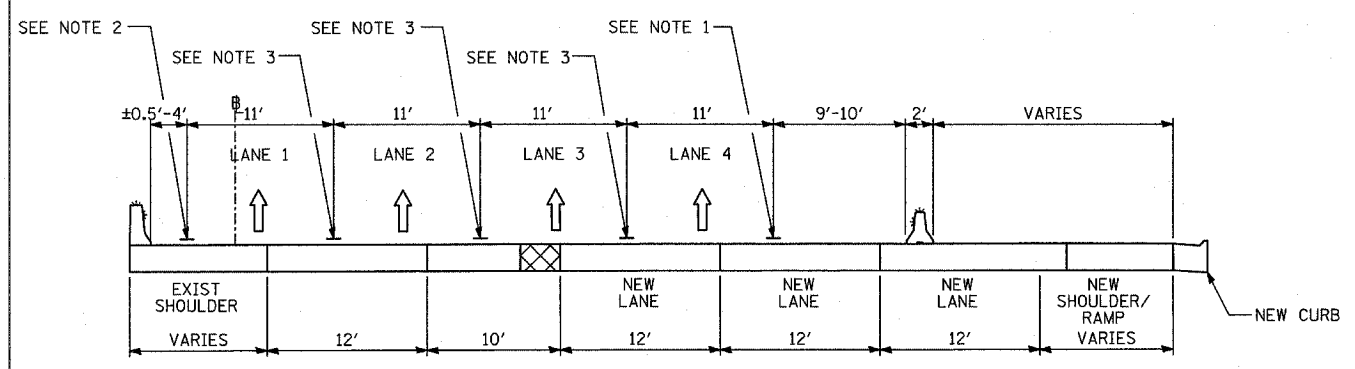 SEE NOTE 2
SEE NOTE 3
SEE NOTE 3
SEE NOTE 3
SEE NOTE 1
±0.5'-4'
11'
11'
11'
11'
9'-10'
2'
VARIES
LANE 1
LANE 2
LANE 3
LANE 4
EXIST
SHOULDER
NEW
LANE
NEW
LANE
NEW
LANE
NEW
SHOULDER/
RAMP
NEW CURB
VARIES
12'
10'
12'
12'
12'
VARIES